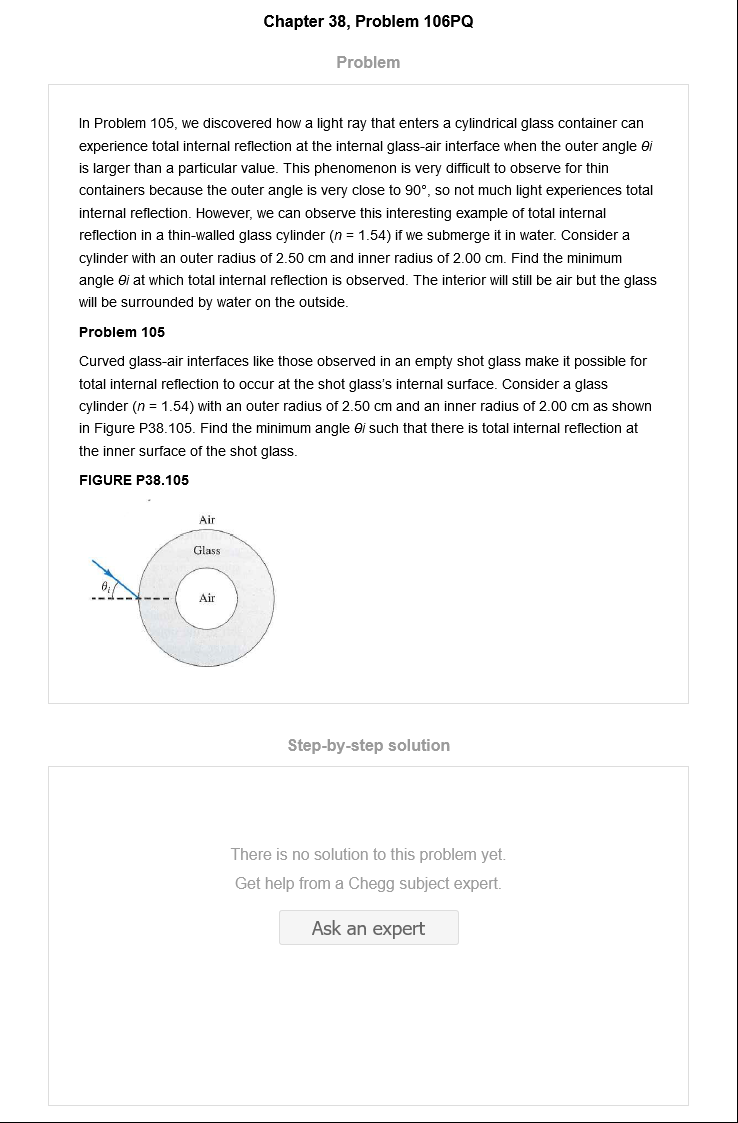 Chapter 38, Problem 106PQ
Problem
In Problem 105, we discovered how a light ray that enters a cylindrical glass container can
experience total internal reflection at the internal glass-air interface when the outer angle θi
is larger than a particular value. This phenomenon is very difficult to observe for thin
containers because the outer angle is very close to 90°, so not much light experiences total
internal reflection. However, we can observe this interesting example of total internal
reflection in a thin-walled glass cylinder (n = 1.54) if we submerge it in water. Consider a
cylinder with an outer radius of 2.50 cm and inner radius of 2.00 cm. Find the minimum
angle θi at which total internal reflection is observed. The interior will still be air but the glass
will be surrounded by water on the outside.
Problem 105
Curved glass-air interfaces like those observed in an empty shot glass make it possible for
total internal reflection to occur at the shot glass's internal surface. Consider a glass
cylinder (n = 1.54) with an outer radius of 2.50 cm and an inner radius of 2.00 cm as shown
in Figure P38.105. Find the minimum angle θi such that there is total internal reflection at
the inner surface of the shot glass.
FIGURE P38.105
Air
Glass
θi
Air
Step-by-step solution
There is no solution to this problem yet.
Get help from a Chegg subject expert.
Ask an expert